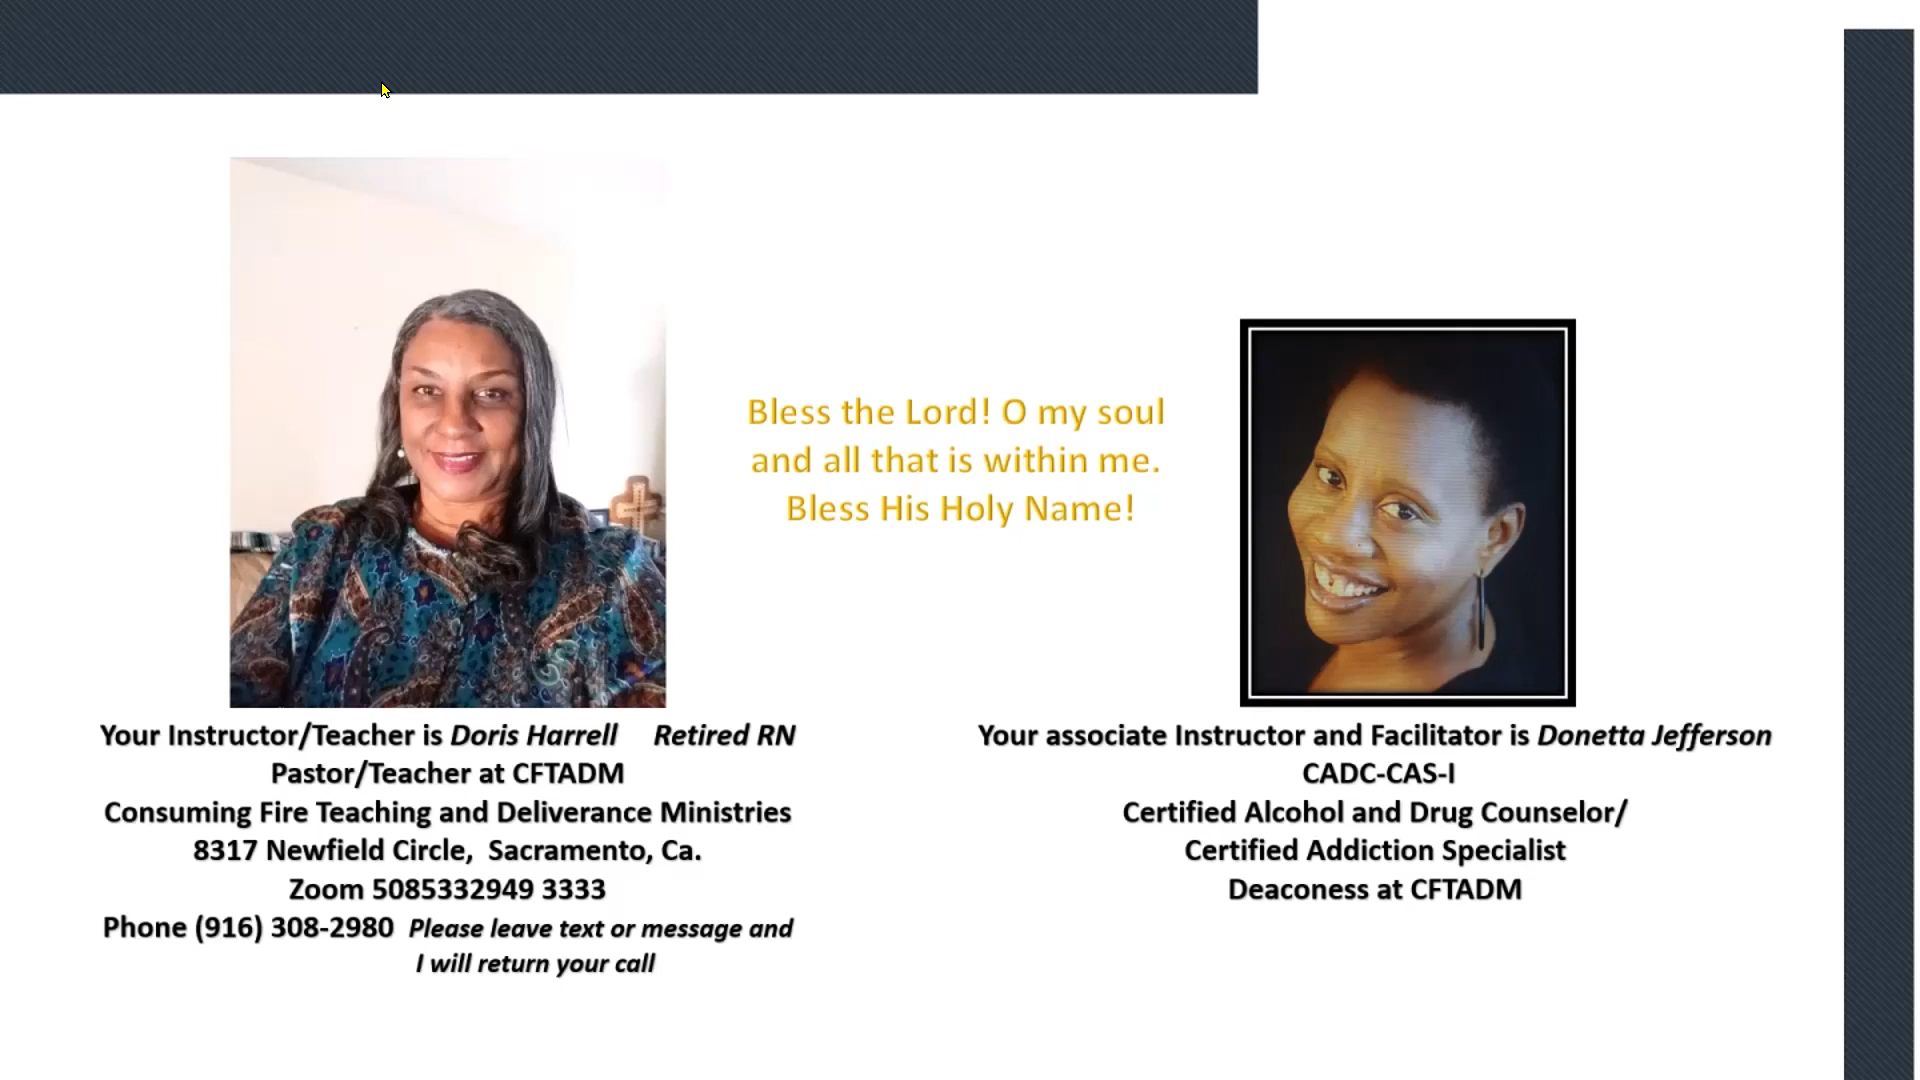 Bless the Lord! O my soul
and all that is within me.
Bless His Holy Name!
Your Instructor/Teacher is Doris Harrell Retired RN
Pastor/Teacher at CFTADM
Consuming Fire Teaching and Deliverance Ministries
8317 Newfield Circle, Sacramento, Ca.
Zoom 5085332949 3333
Phone (916) 308-2980 Please leave text or message and
I will return your call
Your associate Instructor and Facilitator is Donetta Jefferson
CADC-CAS-I
Certified Alcohol and Drug Counselor/
Certified Addiction Specialist
Deaconess at CFTADM